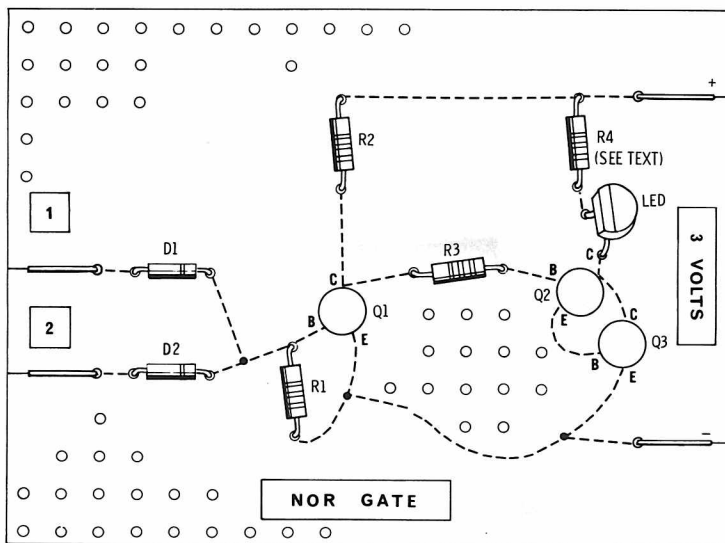 +
R2
R4
(SEE TEXT)
LED
1
3 VOLTS
D1
R3
C
B
C
Q2
2
B
Q1
E
E
C
D2
Q3
B
E
R1
−
NOR GATE